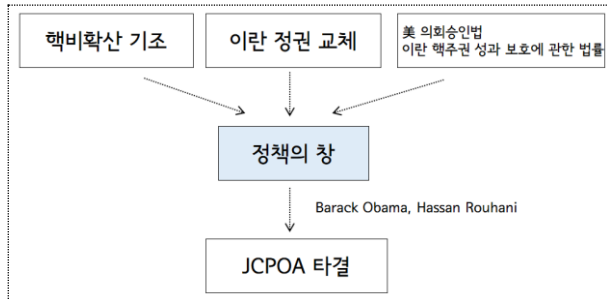 핵비확산 기조
이란 정권 교체
美 의회승인법
이란 핵주권 성과 보호에 관한 법률
정책의 창
Barack Obama, Hassan Rouhani
JCPOA 타결